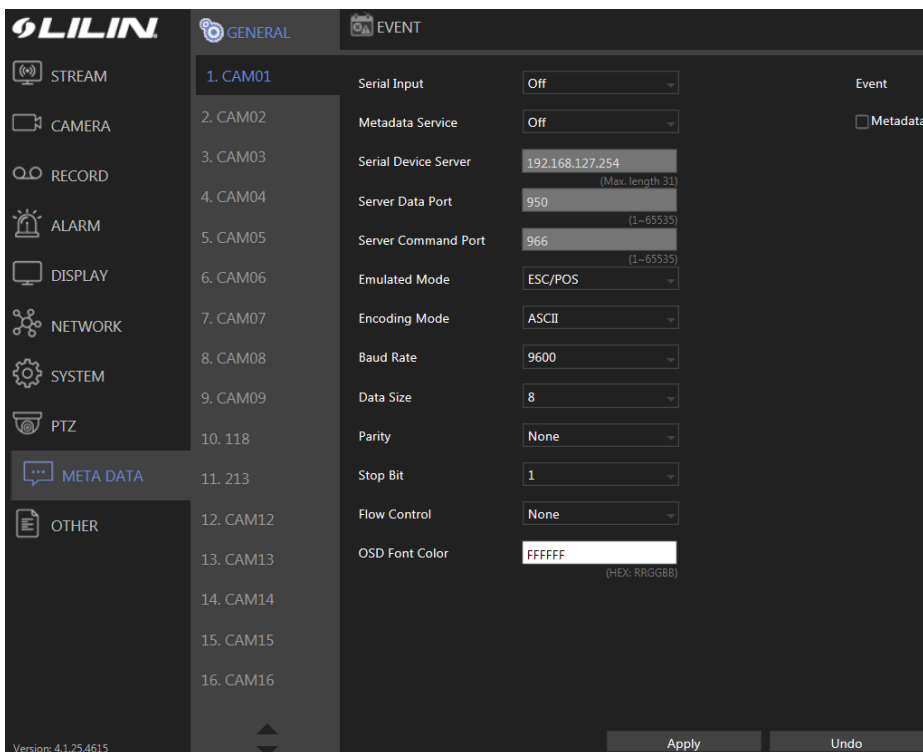 LILIN
STREAM
CAMERA
RECORD
ALARM
DISPLAY
NETWORK
SYSTEM
PTZ
META DATA
OTHER
Version: 4.1.25.4615
GENERAL
1. CAM01
2. CAM02
3. CAM03
4. CAM04
5. CAM05
6. CAM06
7. CAM07
8. CAM08
9. CAM09
10. 118
11. 213
12. CAM12
13. CAM13
14. CAM14
15. CAM15
16. CAM16
EVENT
Serial Input Off
Metadata Service Off
Serial Device Server 192.168.127.254
(Max. length 31)
Server Data Port 950
(1~65535)
Server Command Port 966
(1~65535)
Emulated Mode ESC/POS
Encoding Mode ASCII
Baud Rate 9600
Data Size 8
Parity None
Stop Bit 1
Flow Control None
OSD Font Color FFFFFF
(HEX: RRGGBB)
Event
Metadata
Apply Undo